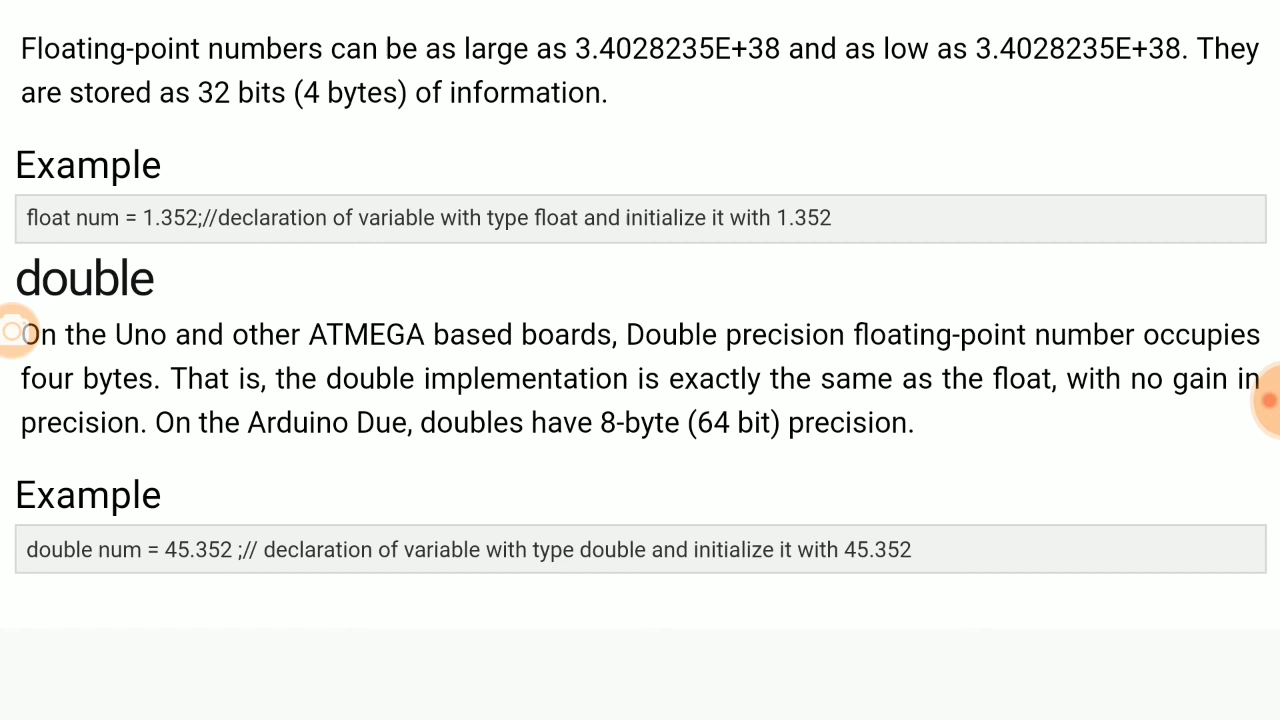 Floating-point numbers can be as large as 3.4028235E+38 and as low as 3.4028235E+38. They
are stored as 32 bits (4 bytes) of information.
Example
float num = 1.352;//declaration of variable with type float and initialize it with 1.352
double
On the Uno and other ATMEGA based boards, Double precision floating-point number occupies
four bytes. That is, the double implementation is exactly the same as the float, with no gain in
precision. On the Arduino Due, doubles have 8-byte (64 bit) precision.
Example
double num = 45.352 ;// declaration of variable with type double and initialize it with 45.352